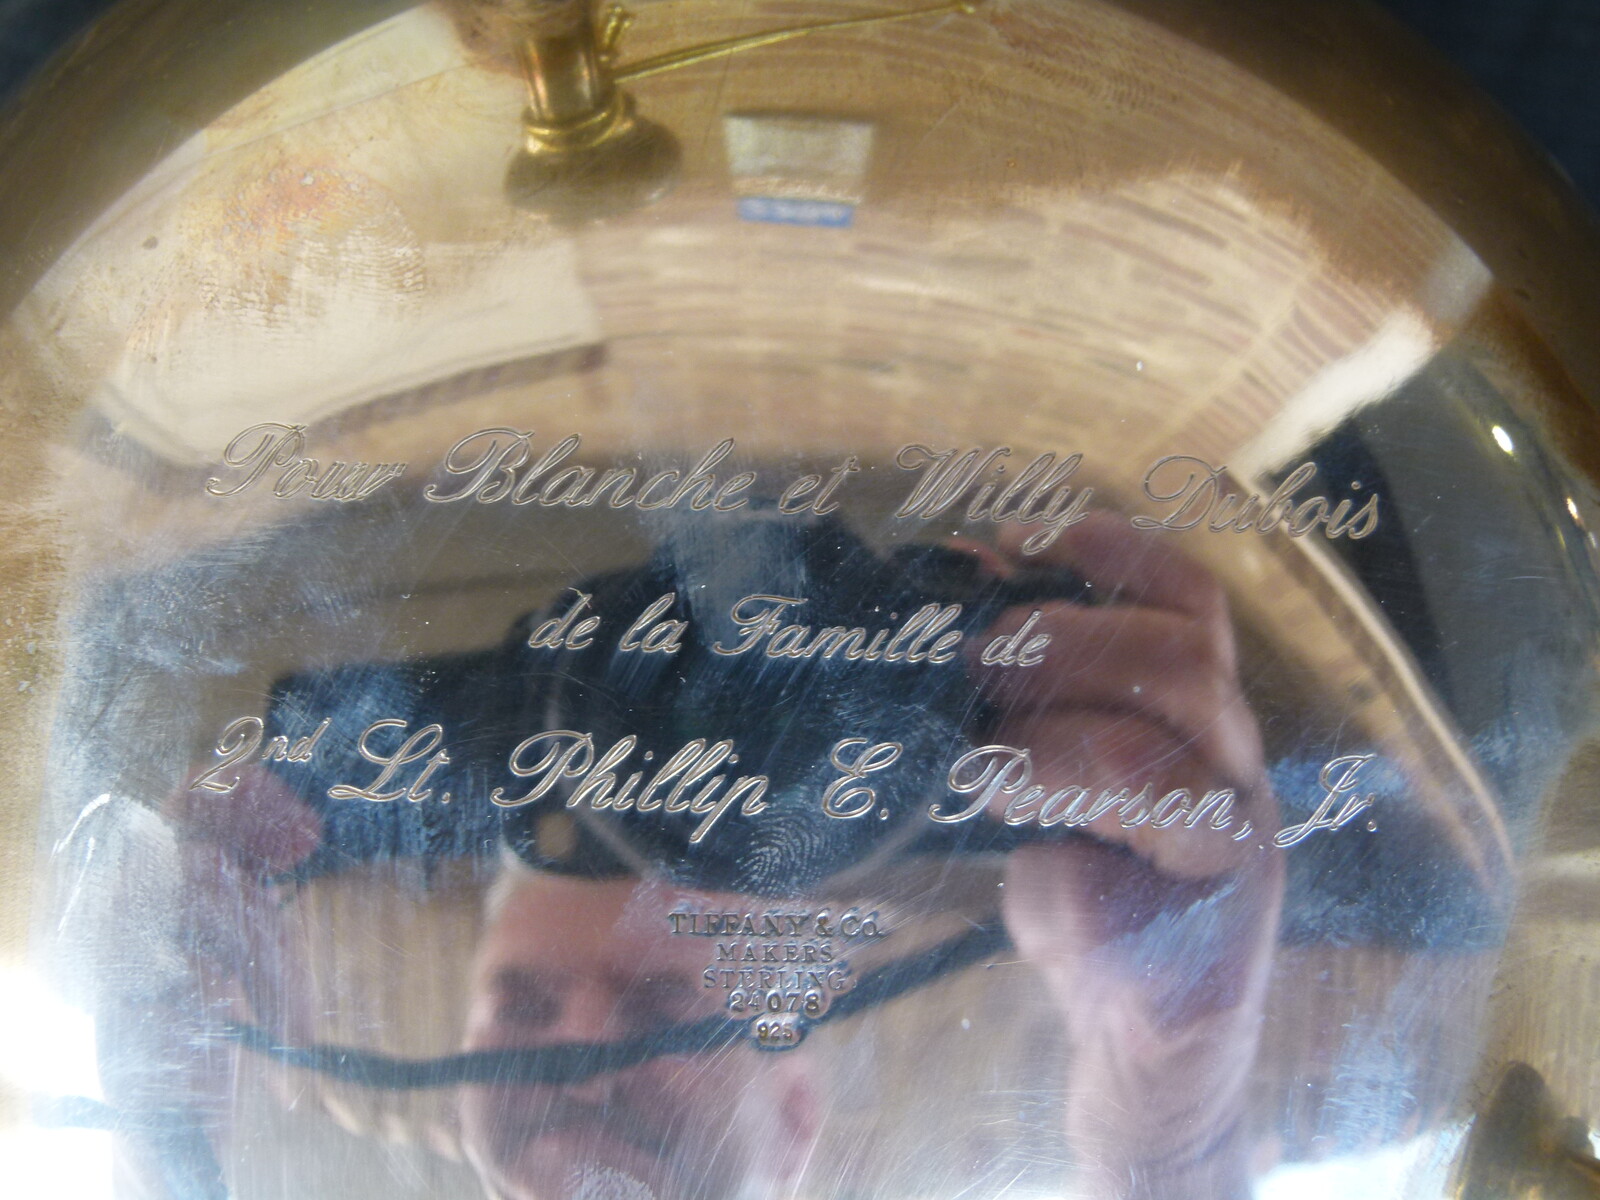 Pour Blanche et Willy Dubois
de la Famille de
2nd Lt. Phillip E. Pearson, Jr.
TIFFANY & Co.
MAKERS
STERLING
24078
925